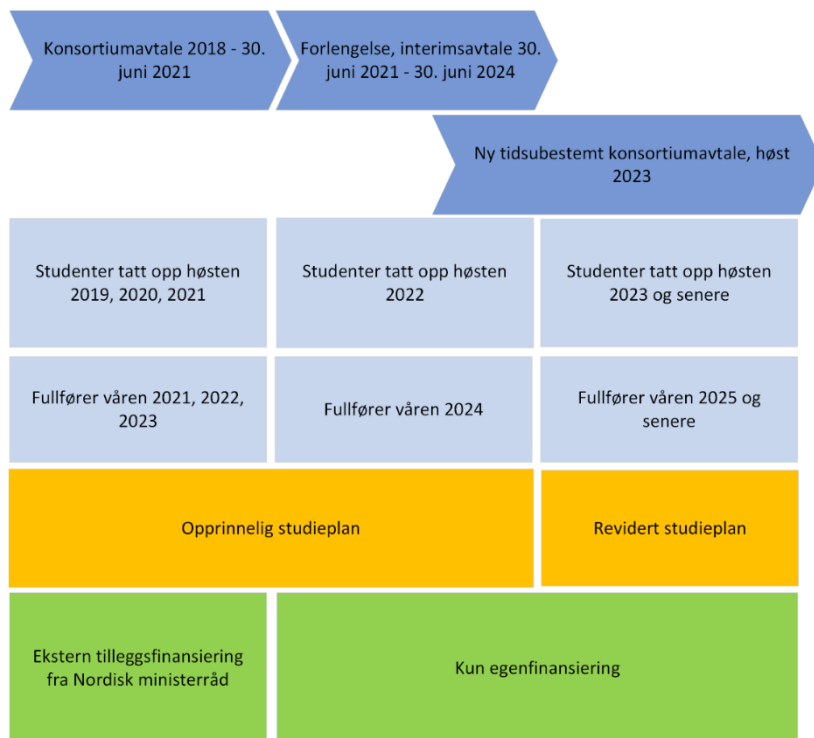 Konsortiumavtale 2018 - 30.
juni 2021
Forlengelse, interimsavtale 30.
juni 2021 - 30. juni 2024
Ny tidsubestemt konsortiumavtale, høst
2023
Studenter tatt opp høsten
2019, 2020, 2021
Studenter tatt opp høsten
2022
Studenter tatt opp høsten
2023 og senere
Fullfører våren 2021, 2022,
2023
Fullfører våren 2024
Fullfører våren 2025 og
senere
Opprinnelig studieplan
Revidert studieplan
Ekstern tilleggsfinansiering
fra Nordisk ministerråd
Kun egenfinansiering